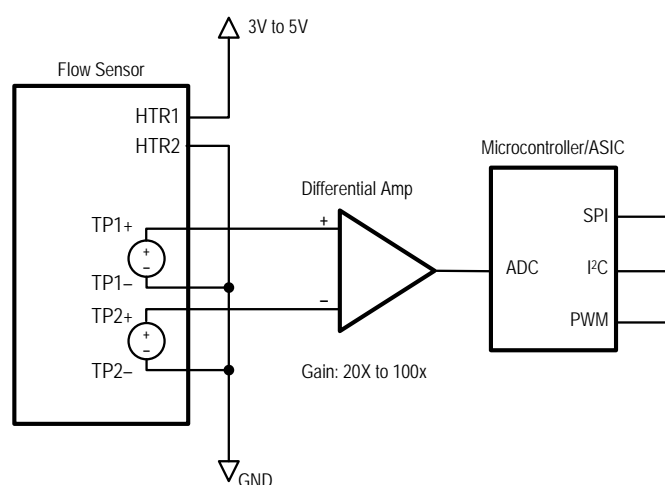 3V to 5V
Flow Sensor
HTR1
HTR2
Microcontroller/ASIC
Differential Amp
SPI
TP1+
+
+
−
ADC
I²C
TP1−
TP2+
−
+
−
PWM
TP2−
Gain: 20X to 100x
GND